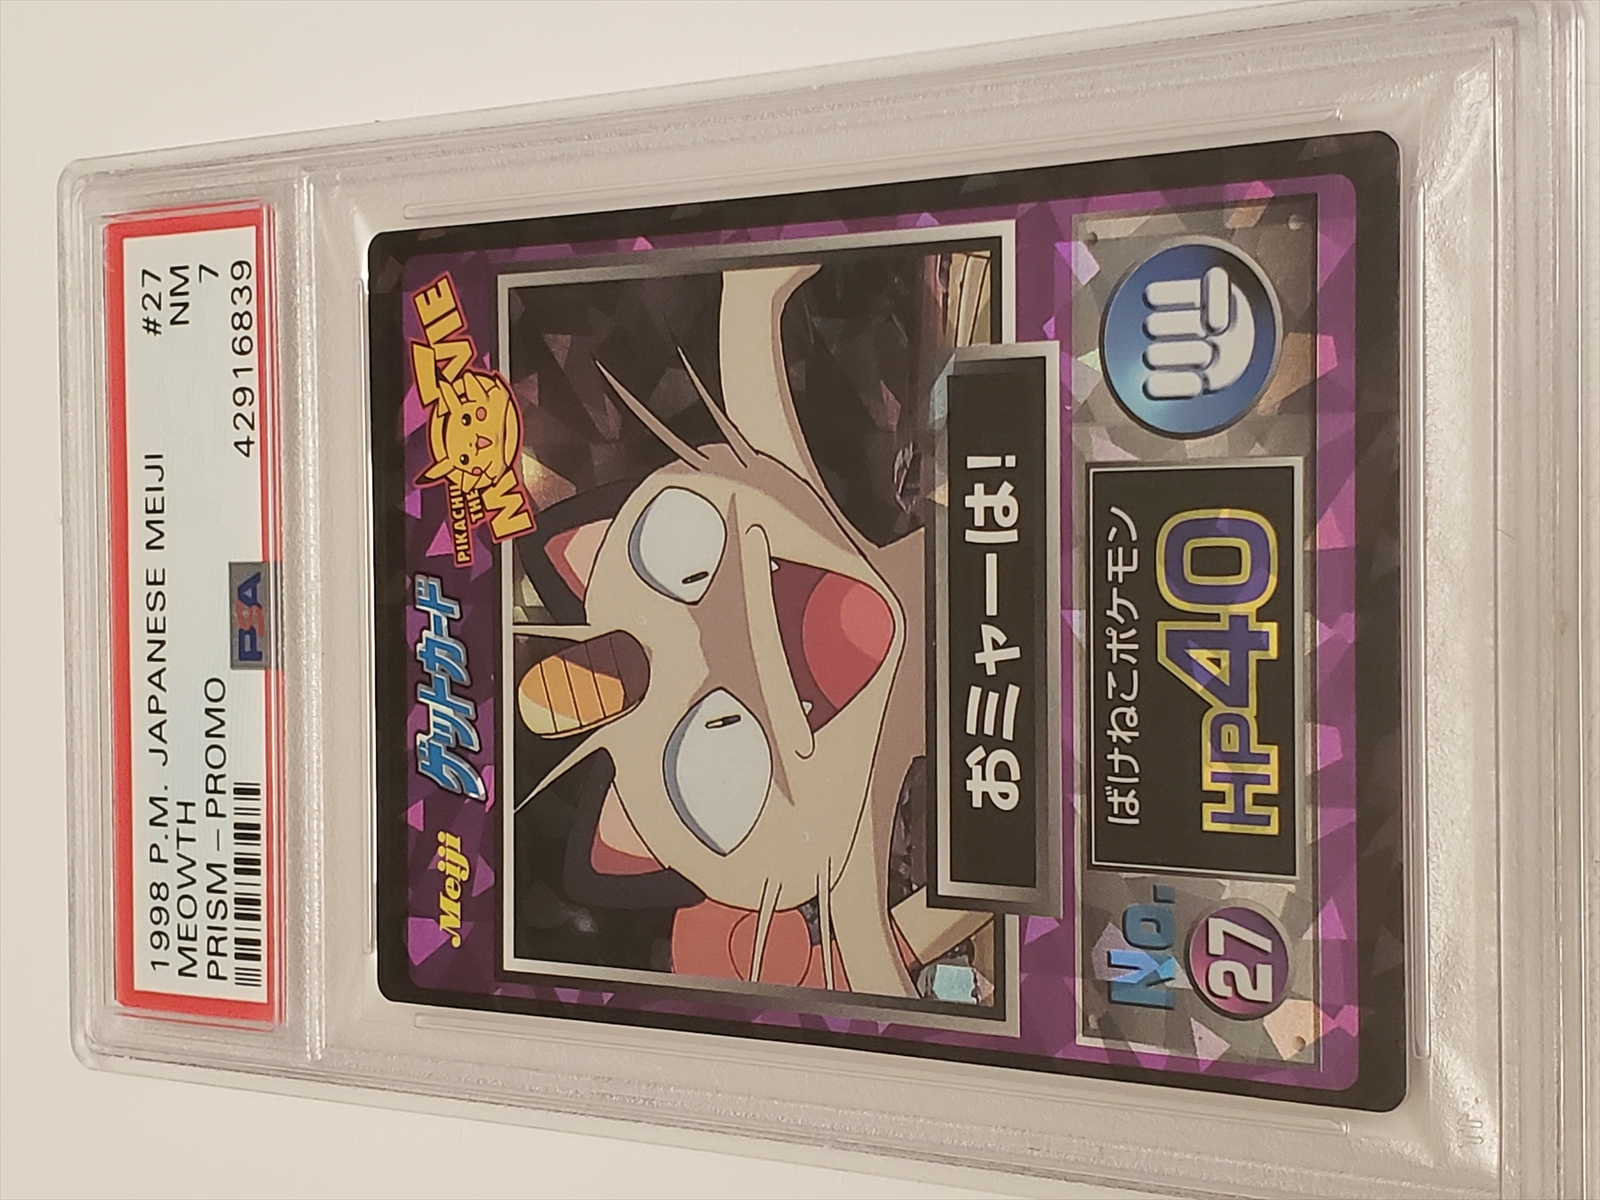 1998 P.M. JAPANESE MEIJI #27
MEOWTH NM
PRISM - PROMO 7
PSA 42916839
Meiji ゲットカード
PIKACHU
THE
MOVIE
おミャーは!
No.
27
ばけねこポケモン
HP40